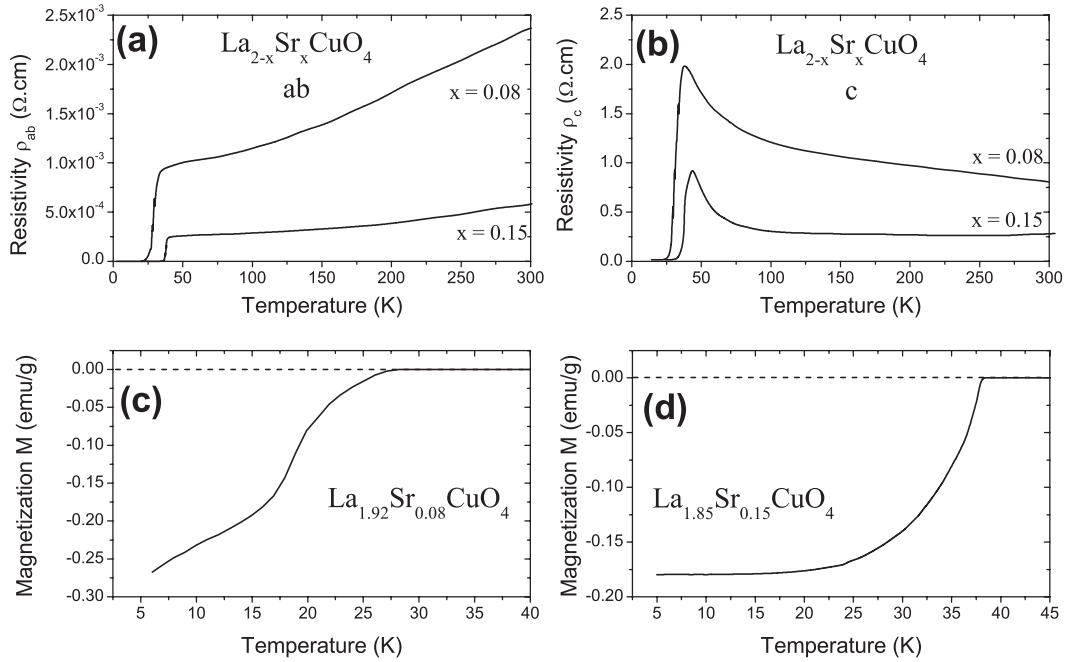 (a)
La2-xSrxCuO4
ab
x = 0.08
x = 0.15
2.5x10-3
2.0x10-3
1.5x10-3
1.0x10-3
5.0x10-4
0.0
Resistivity ρab (Ω.cm)
0 50 100 150 200 250 300
Temperature (K)
(b)
La2-xSrxCuO4
c
x = 0.08
x = 0.15
2.5
2.0
1.5
1.0
0.5
0.0
Resistivity ρc (Ω.cm)
0 50 100 150 200 250 300
Temperature (K)
(c)
La1.92Sr0.08CuO4
0.00
-0.05
-0.10
-0.15
-0.20
-0.25
-0.30
Magnetization M (emu/g)
5 10 15 20 25 30 35 40
Temperature (K)
(d)
La1.85Sr0.15CuO4
0.00
-0.05
-0.10
-0.15
-0.20
Magnetization M (emu/g)
5 10 15 20 25 30 35 40 45
Temperature (K)